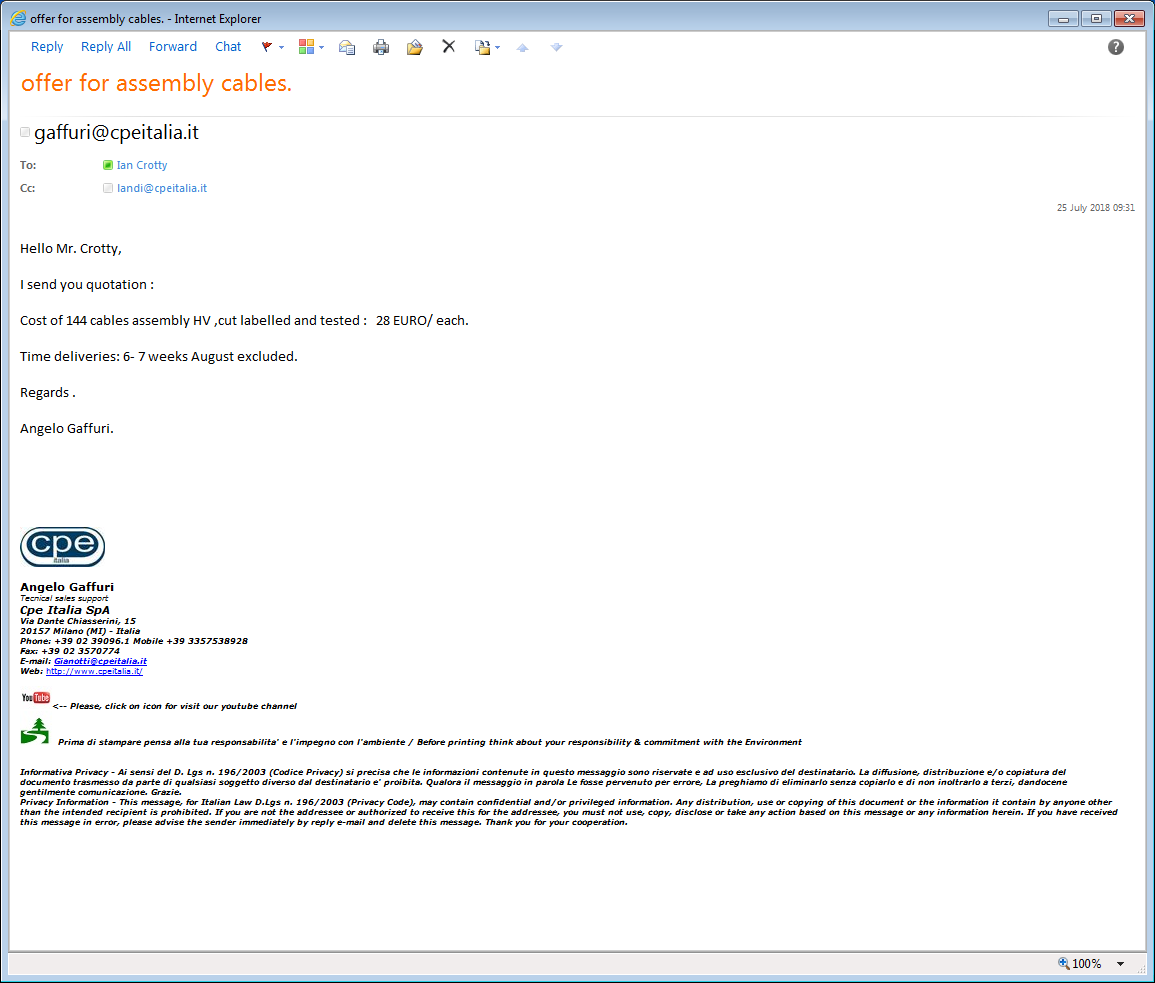 offer for assembly cables. - Internet Explorer
Reply Reply All Forward Chat
offer for assembly cables.
gaffuri@cpeitalia.it
To: Ian Crotty
Cc: landi@cpeitalia.it
25 July 2018 09:31
Hello Mr. Crotty,
I send you quotation :
Cost of 144 cables assembly HV ,cut labelled and tested : 28 EURO/ each.
Time deliveries: 6- 7 weeks August excluded.
Regards .
Angelo Gaffuri.
cpe
italia
Angelo Gaffuri
Tecnical sales support
Cpe Italia SpA
Via Dante Chiasserini, 15
20157 Milano (MI) - Italia
Phone: +39 02 39096.1 Mobile +39 3357538928
Fax: +39 02 3570774
E-mail: Gianotti@cpeitalia.it
Web: http://www.cpeitalia.it/
YouTube <-- Please, click on icon for visit our youtube channel
Prima di stampare pensa alla tua responsabilita' e l'impegno con l'ambiente / Before printing think about your responsibility & commitment with the Environment
Informativa Privacy - Ai sensi del D. Lgs n. 196/2003 (Codice Privacy) si precisa che le informazioni contenute in questo messaggio sono riservate e ad uso esclusivo del destinatario. La diffusione, distribuzione e/o copiatura del
documento trasmesso da parte di qualsiasi soggetto diverso dal destinatario e' proibita. Qualora il messaggio in parola Le fosse pervenuto per errore, La preghiamo di eliminarlo senza copiarlo e di non inoltrarlo a terzi, dandocene
gentilmente comunicazione. Grazie.
Privacy Information - This message, for Italian Law D.Lgs n. 196/2003 (Privacy Code), may contain confidential and/or privileged information. Any distribution, use or copying of this document or the information it contain by anyone other
than the intended recipient is prohibited. If you are not the addressee or authorized to receive this for the addressee, you must not use, copy, disclose or take any action based on this message or any information herein. If you have received
this message in error, please advise the sender immediately by reply e-mail and delete this message. Thank you for your cooperation.
100%